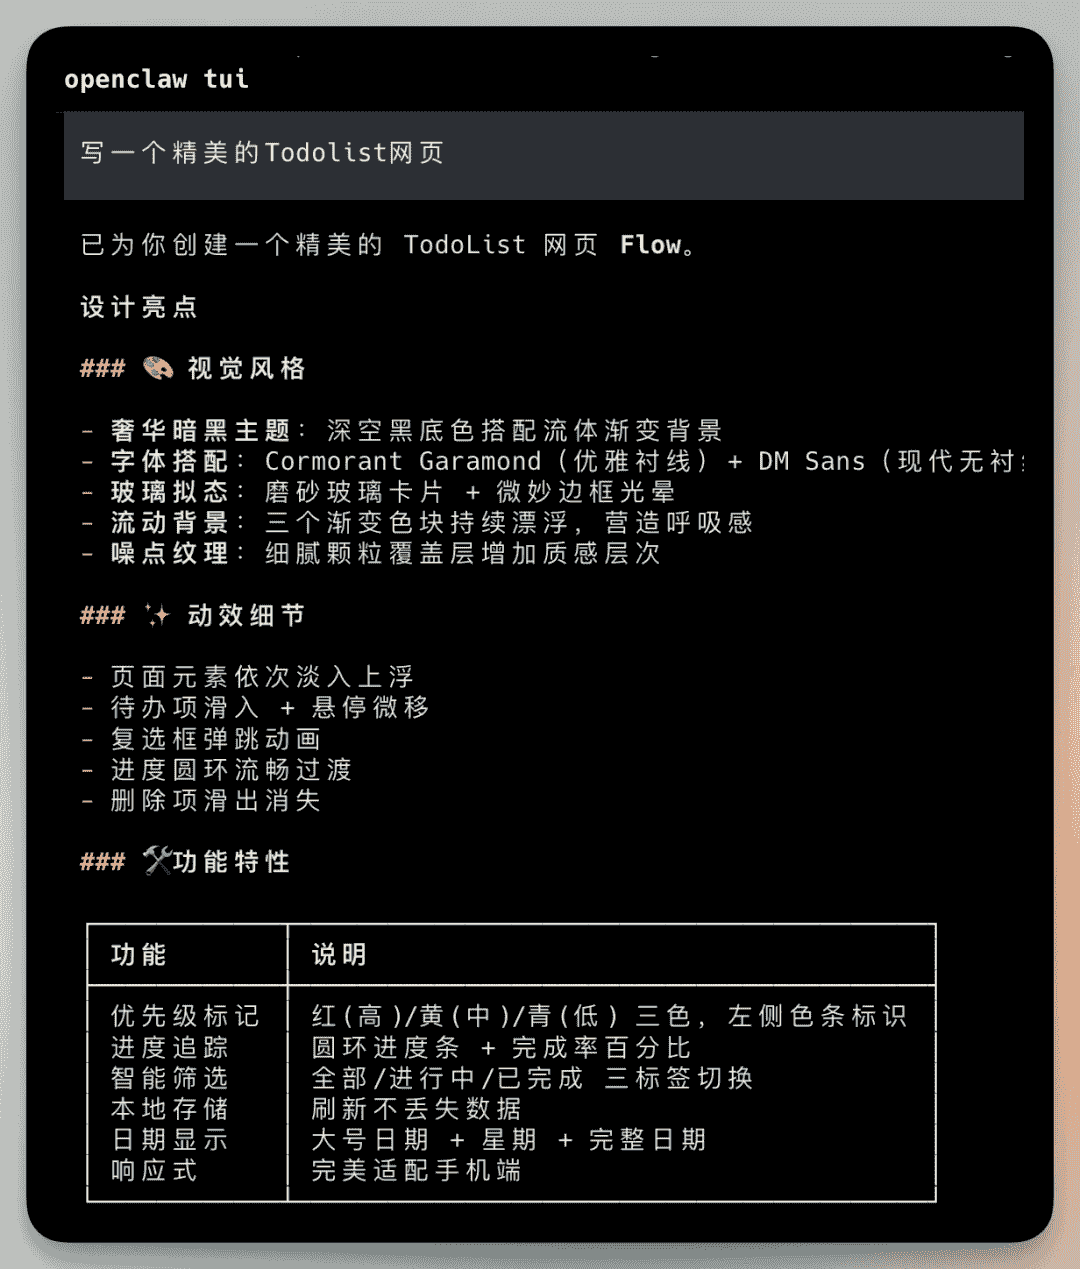 openclaw tui
写一个精美的Todolist网页
已为你创建一个精美的 TodoList 网页 Flow。
设计亮点
### 🎨 视觉风格
- 奢华暗黑主题: 深空黑底色搭配流体渐变背景
- 字体搭配: Cormorant Garamond (优雅衬线) + DM Sans (现代无衬
- 玻璃拟态: 磨砂玻璃卡片 + 微妙边框光晕
- 流动背景: 三个渐变色块持续漂浮, 营造呼吸感
- 噪点纹理: 细腻颗粒覆盖层增加质感层次
### ✨ 动效细节
- 页面元素依次淡入上浮
- 待办项滑入 + 悬停微移
- 复选框弹跳动画
- 进度圆环流畅过渡
- 删除项滑出消失
### 🛠功能特性
功能 说明
优先级标记 红(高)/黄(中)/青(低) 三色, 左侧色条标识
进度追踪 圆环进度条 + 完成率百分比
智能筛选 全部/进行中/已完成 三标签切换
本地存储 刷新不丢失数据
日期显示 大号日期 + 星期 + 完整日期
响应式 完美适配手机端